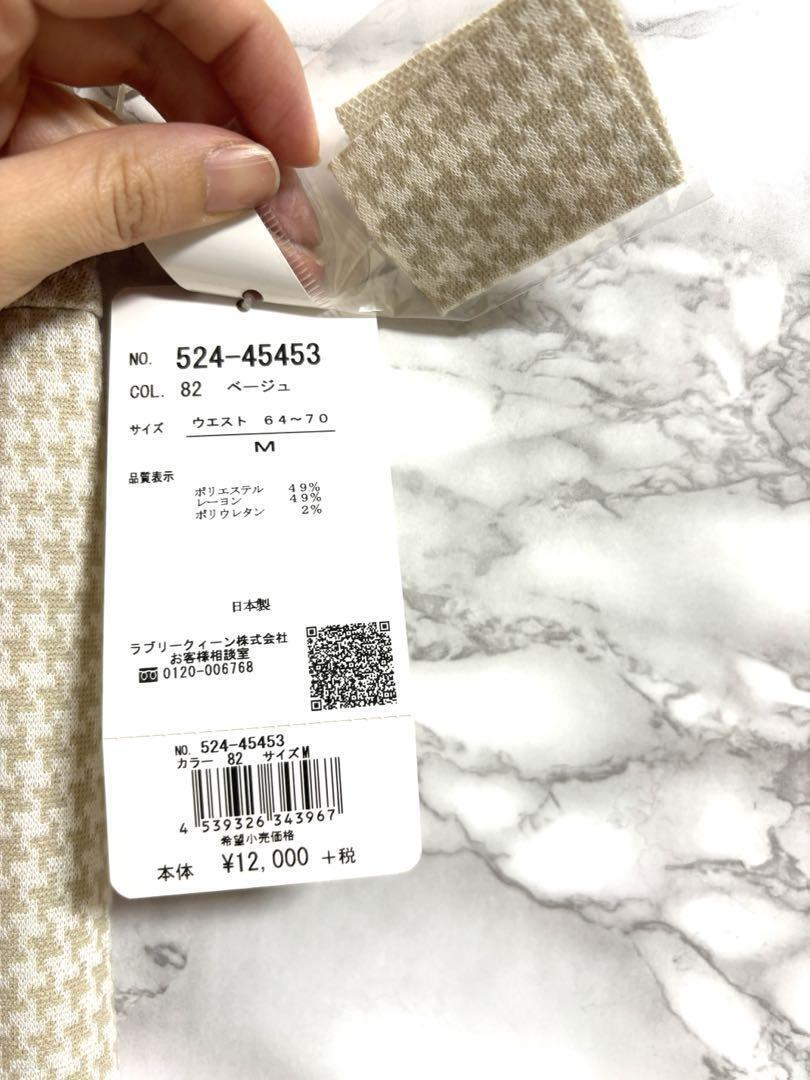 NO. 524-45453
COL. 82 ベージュ
サイズ ウエスト 64～70
M
品質表示
ポリエステル 49%
レーヨン 49%
ポリウレタン 2%
日本製
ラブリークィーン株式会社
お客様相談室
0120-006768
NO. 524-45453
カラー 82 サイズM
4 539326 343967
希望小売価格
本体 ¥12,000 +税